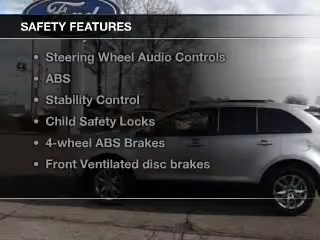 Ford
SAFETY FEATURES
• Steering Wheel Audio Controls
• ABS
• Stability Control
• Child Safety Locks
• 4-wheel ABS Brakes
• Front Ventilated disc brakes